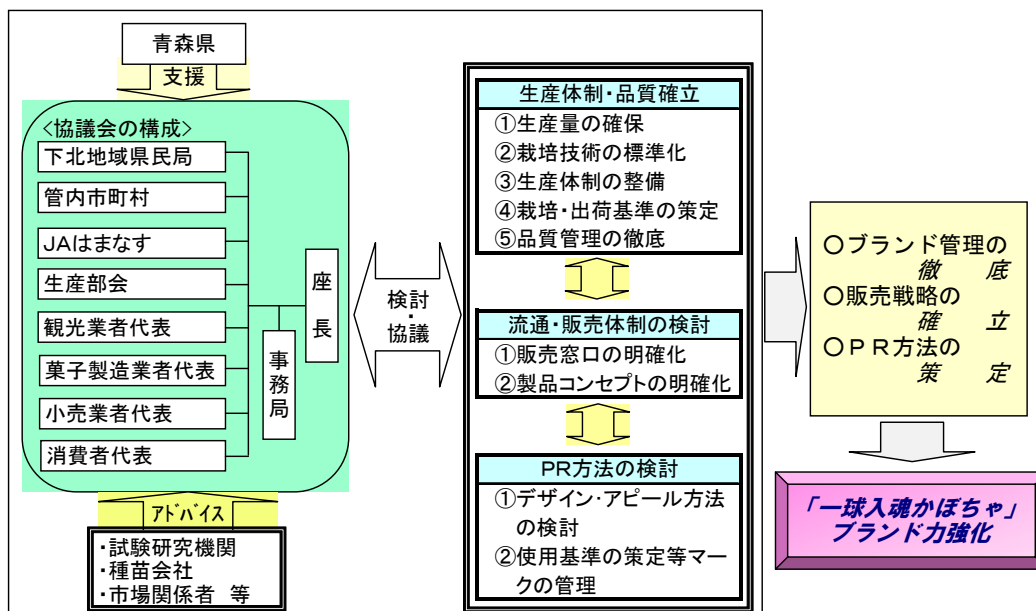 青森県
支援
<協議会の構成>
下北地域県民局
管内市町村
JAはまなす
生産部会
観光業者代表
菓子製造業者代表
小売業者代表
消費者代表
座長
事務局
アドバイス
・試験研究機関
・種苗会社
・市場関係者 等
検討
・
協議
生産体制・品質確立
①生産量の確保
②栽培技術の標準化
③生産体制の整備
④栽培・出荷基準の策定
⑤品質管理の徹底
流通・販売体制の検討
①販売窓口の明確化
②製品コンセプトの明確化
PR方法の検討
①デザイン・アピール方法
の検討
②使用基準の策定等マー
クの管理
○ブランド管理の
徹 底
○販売戦略の
確 立
○PR方法の
策 定
「一球入魂かぼちゃ」
ブランド力強化